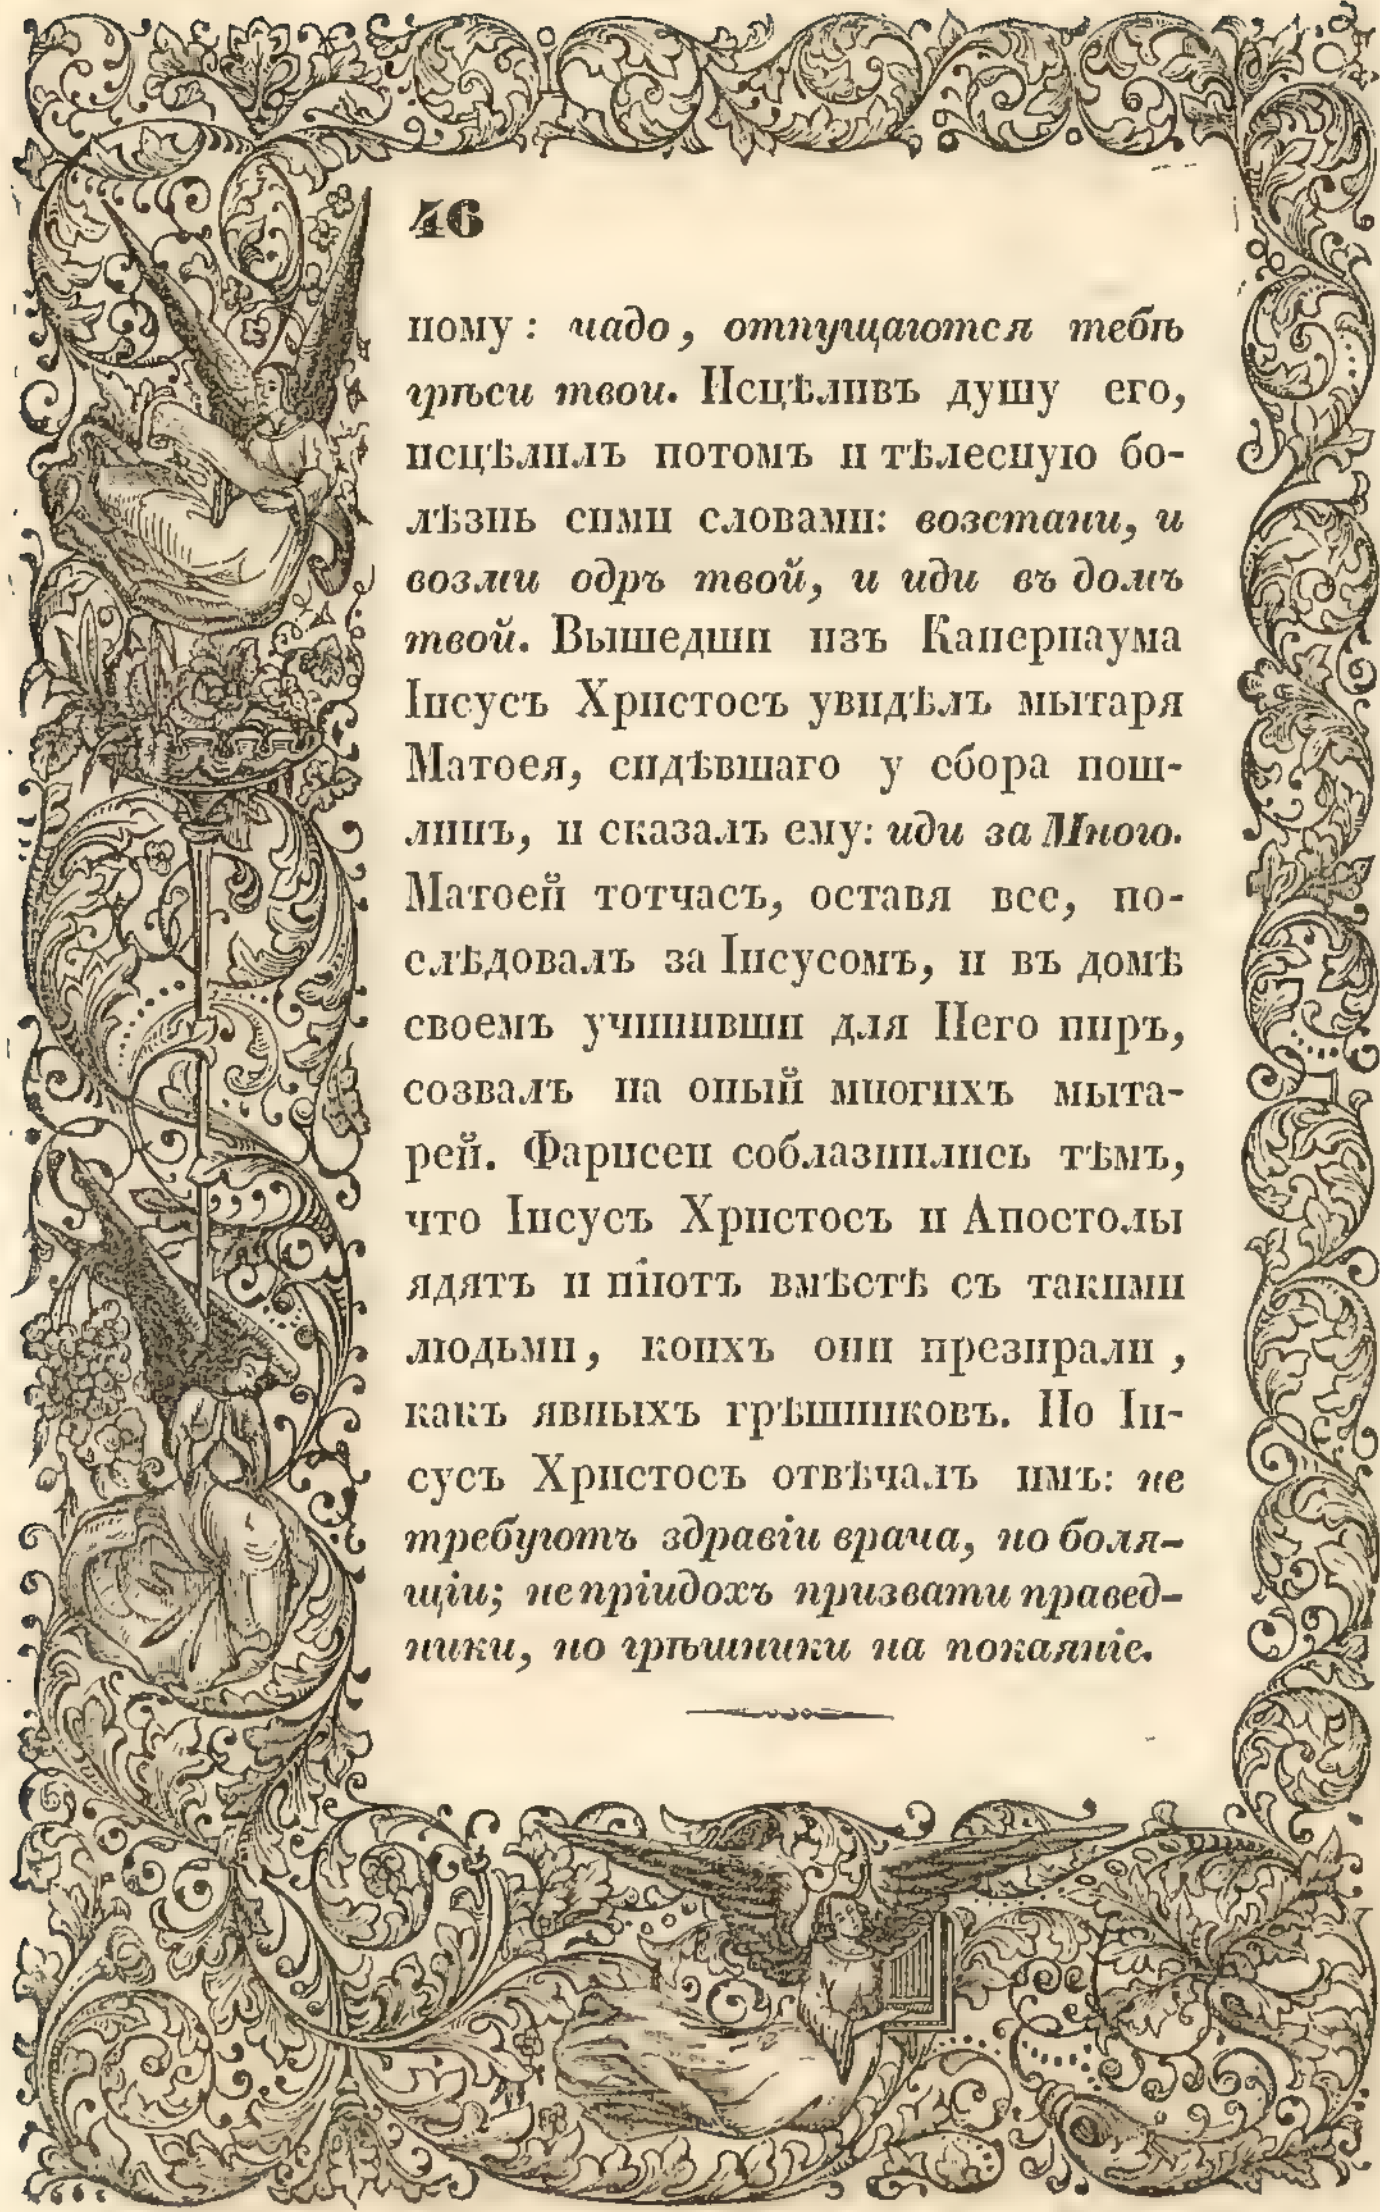 46
ному: чадо, отпущаются тебѣ
грѣси твои. Исцѣливъ душу его,
исцѣлилъ потомъ и тѣлесную бо-
лѣзнь сими словами: возстани, и
возми одръ твой, и иди въ домъ
твой. Вышедши изъ Капернаума
Іисусъ Христосъ увидѣлъ мытаря
Матѳея, сидѣвшаго у сбора пош-
линъ, и сказалъ ему: иди за Мною.
Матѳей тотчасъ, оставя все, по-
слѣдовалъ за Іисусомъ, и въ домѣ
своемъ учинивши для Него пиръ,
созвалъ на оный многихъ мыта-
рей. Фарисеи соблазнились тѣмъ,
что Іисусъ Христосъ и Апостолы
ядятъ и піютъ вмѣстѣ съ такими
людьми, коихъ они презирали,
какъ явныхъ грѣшниковъ. Но Іи-
сусъ Христосъ отвѣчалъ имъ: не
требуютъ здравіи врача, но боля-
щіи; не пріидохъ призвати правед-
ники, но грѣшники на покаяніе.